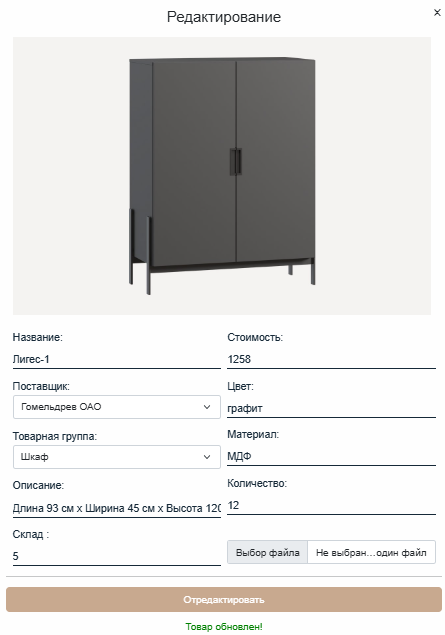 Редактирование
×
Название:
Стоимость:
Лигес-1
1258
Поставщик:
Цвет:
Гомельдрев ОАО
графит
Товарная группа:
Материал:
Шкаф
МДФ
Описание:
Количество:
Длина 93 см x Ширина 45 см x Высота 120
12
Склад :
5
Выбор файла
Не выбран...один файл
Отредактировать
Товар обновлен!